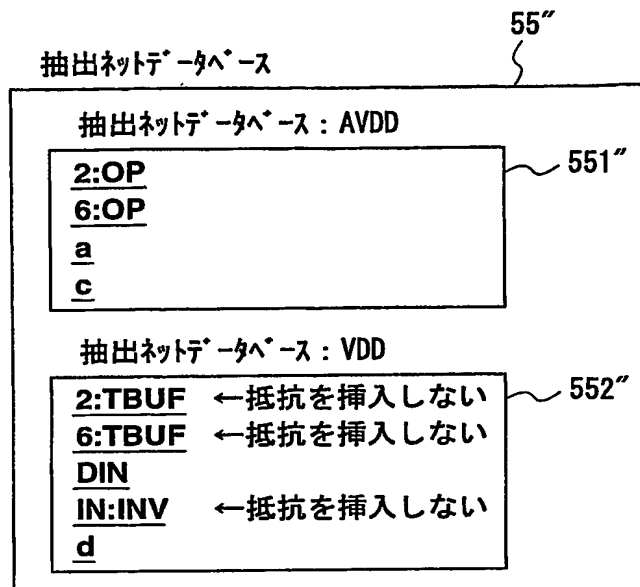 55″
抽出ネットデータベース
抽出ネットデータベース：AVDD
551″
2:OP
6:OP
a
c
抽出ネットデータベース：VDD
552″
2:TBUF ←抵抗を挿入しない
6:TBUF ←抵抗を挿入しない
DIN
IN:INV ←抵抗を挿入しない
d